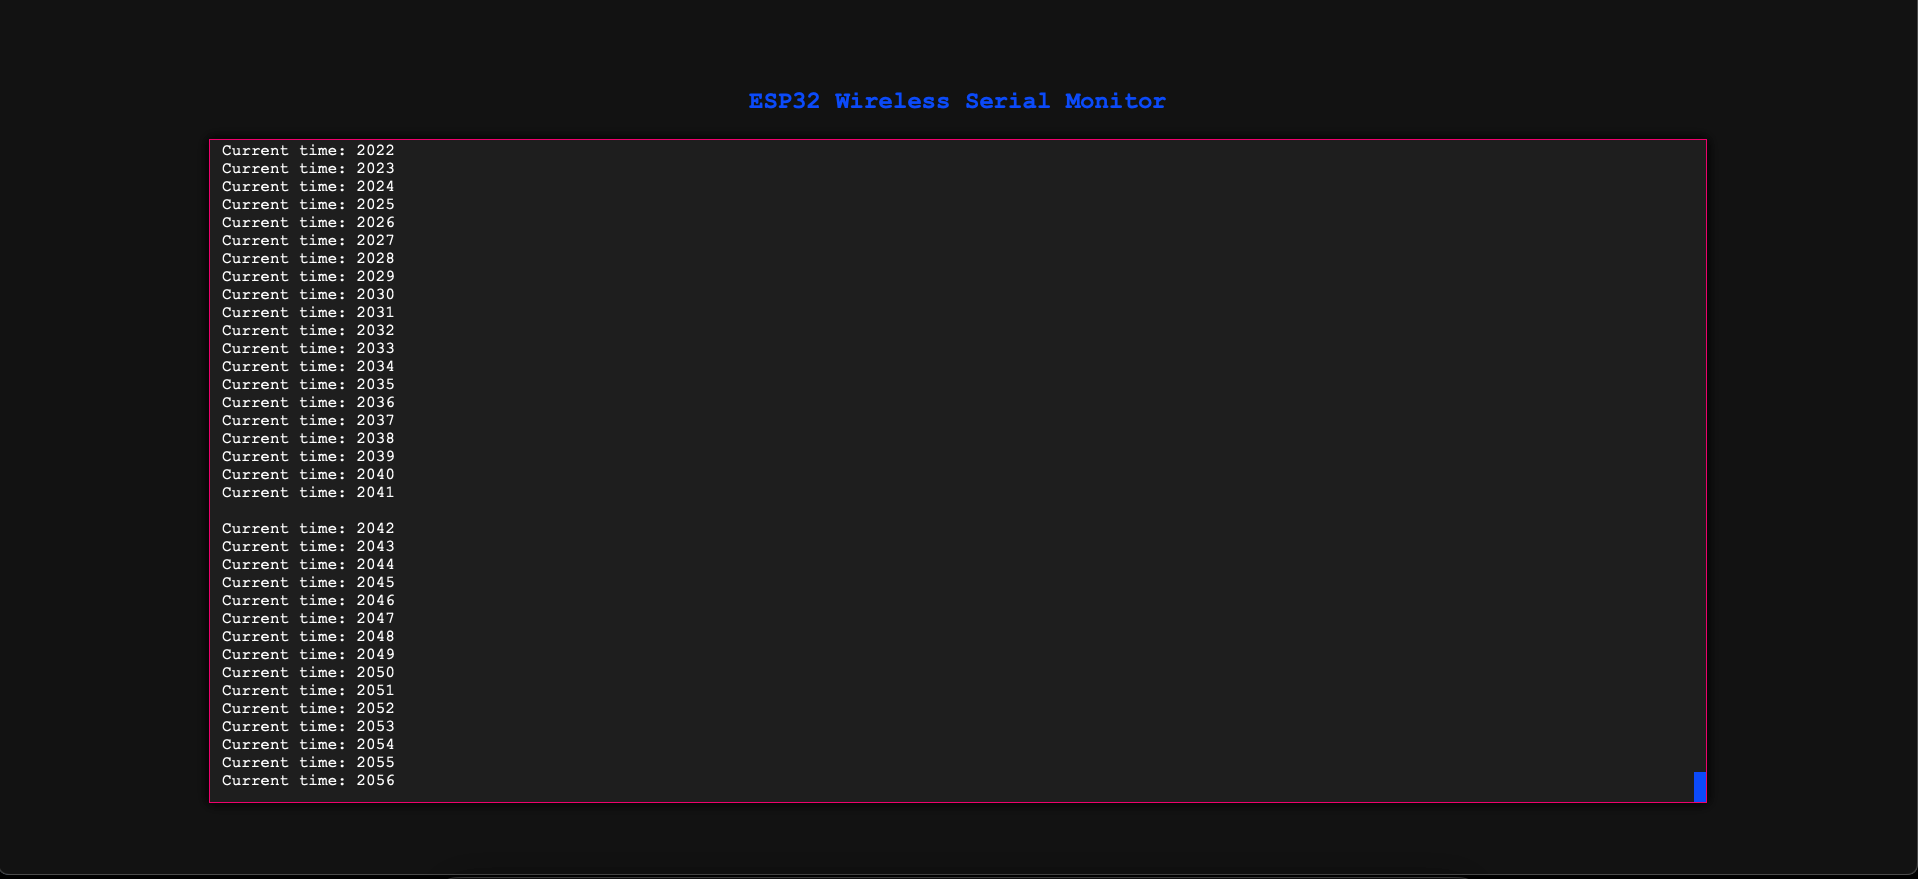 ESP32 Wireless Serial Monitor
Current time: 2022
Current time: 2023
Current time: 2024
Current time: 2025
Current time: 2026
Current time: 2027
Current time: 2028
Current time: 2029
Current time: 2030
Current time: 2031
Current time: 2032
Current time: 2033
Current time: 2034
Current time: 2035
Current time: 2036
Current time: 2037
Current time: 2038
Current time: 2039
Current time: 2040
Current time: 2041
Current time: 2042
Current time: 2043
Current time: 2044
Current time: 2045
Current time: 2046
Current time: 2047
Current time: 2048
Current time: 2049
Current time: 2050
Current time: 2051
Current time: 2052
Current time: 2053
Current time: 2054
Current time: 2055
Current time: 2056